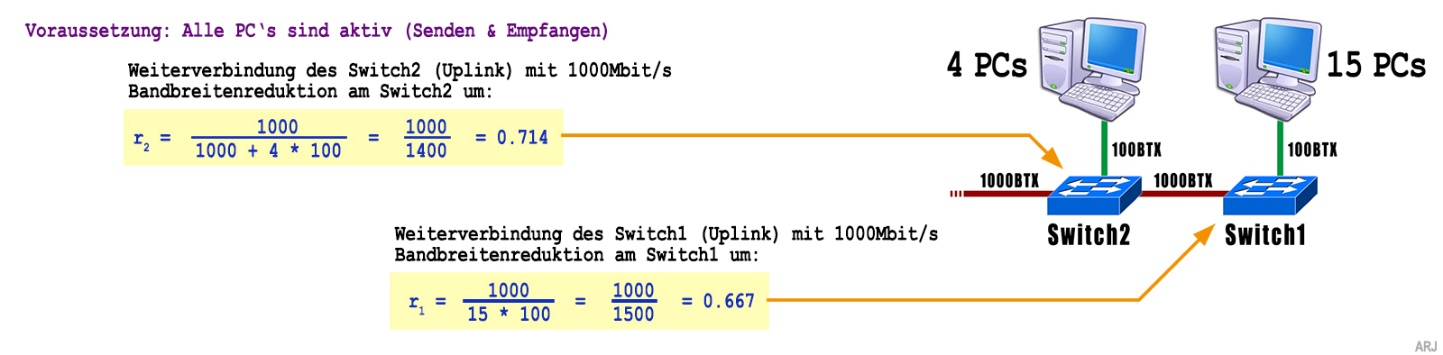 Voraussetzung: Alle PC`s sind aktiv (Senden & Empfangen)
Weiterverbindung des Switch2 (Uplink) mit 1000Mbit/s
Bandbreitenreduktion am Switch2 um:
r₂ = 1000 / 1000 + 4 * 100 = 1000 / 1400 = 0.714
4 PCs
15 PCs
100BTX
100BTX
1000BTX
1000BTX
Switch2
Switch1
Weiterverbindung des Switch1 (Uplink) mit 1000Mbit/s
Bandbreitenreduktion am Switch1 um:
r₁ = 1000 / 15 * 100 = 1000 / 1500 = 0.667
ARJ